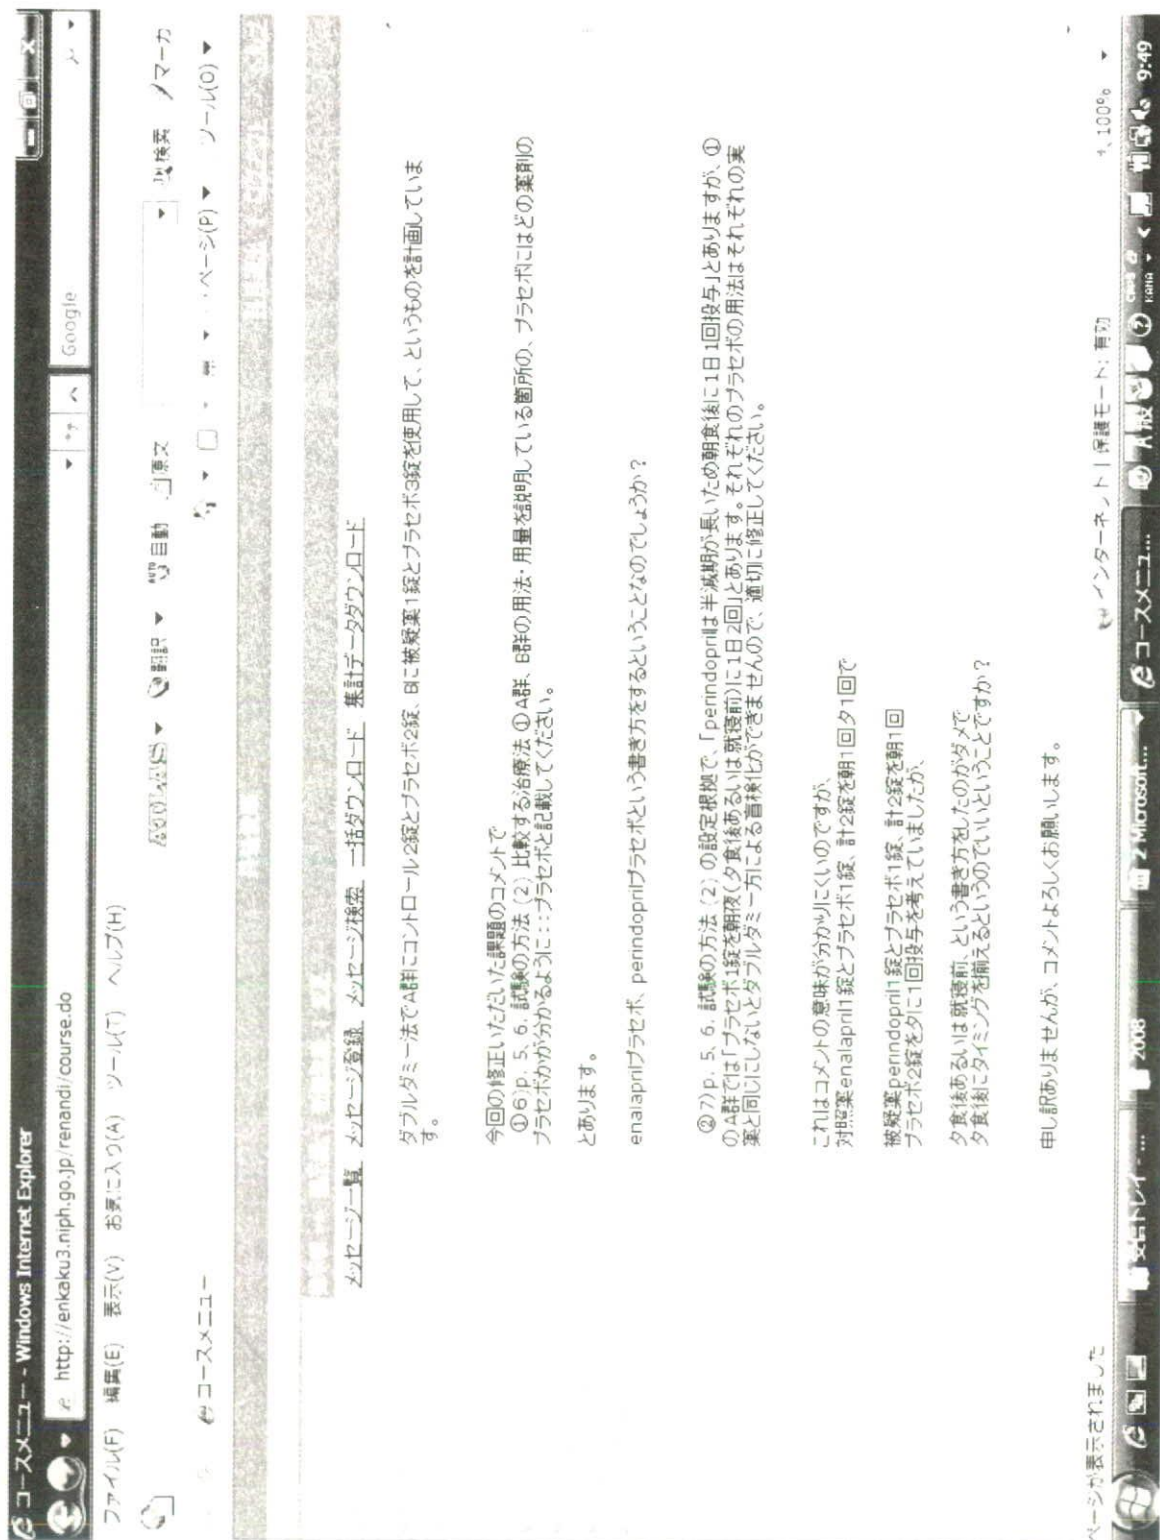 コースメニュー - Windows Internet Explorer
http://enkaku3.niph.go.jp/renandi/course.do
Google
ファイル(F) 編集(E) 表示(V) お気に入り(A) ツール(T) ヘルプ(H)
ATLAS 翻訳 AUTO 自動 原文 検索 マーカ
コースメニュー
ページ(P) ツール(O)
メッセージ一覧 メッセージ登録 メッセージ検索 一括ダウンロード 集計データダウンロード
ダブルダミー法でA群にコントロール2錠とプラセボ2錠、Bに被疑薬1錠とプラセボ3錠を使用して、というものを計画していま
す。
今回の修正いただいた課題のコメントで
①6)p. 5、6. 試験の方法 (2) 比較する治療法 ①A群、B群の用法・用量を説明している箇所の、プラセボにはどの薬剤の
プラセボかが分かるように::プラセボと記載してください。
とあります。
enalaprilプラセボ、perindoprilプラセボという書き方をするということなのでしょうか?
②7)p. 5、6. 試験の方法 (2) の設定根拠で、「perindoprilは半減期が長いため朝食後に1日1回投与」とありますが、①
のA群では「プラセボ1錠を朝夜(夕食後あるいは就寝前)に1日2回」とあります。それぞれのプラセボの用法はそれぞれの実
薬と同じにしないとダブルダミー方による盲検化ができませんので、適切に修正してください。
これはコメントの意味が分かりにくいのですが、
対照薬enalapril1錠とプラセボ1錠、計2錠を朝1回夕1回で
被疑薬perindopril1錠とプラセボ1錠、計2錠を朝1回
プラセボ2錠を夕に1回投与を考えていましたが、
夕食後あるいは就寝前、という書き方をしたのがダメで
夕食後にタイミングを揃えるというのでいいということですか?
申し訳ありませんが、コメントよろしくお願いします。
ページが表示されました
インターネット | 保護モード: 有効
100%
受信トレイ - ...
2008
2 Microsoft...
コースメニュ...
A 般
CAPS
KANA
9:49